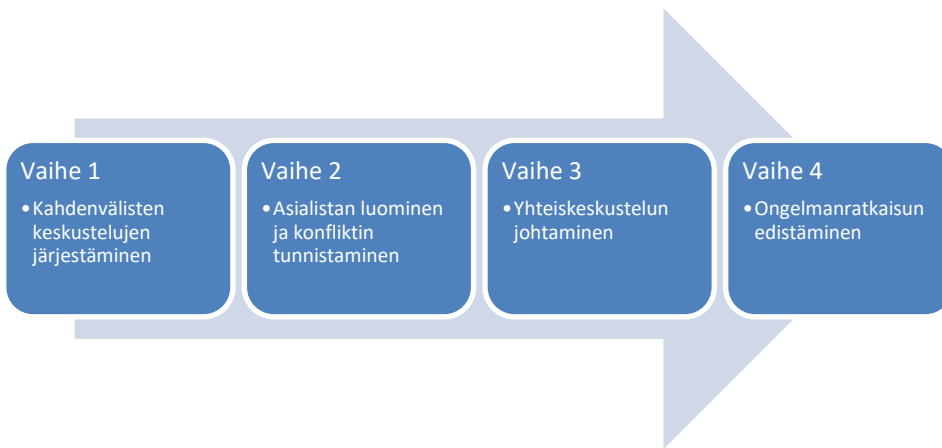 Vaihe 1
•Kahdenvälisten
keskustelujen
järjestäminen
Vaihe 2
•Asialistan luominen
ja konfliktin
tunnistaminen
Vaihe 3
•Yhteiskeskustelun
johtaminen
Vaihe 4
•Ongelmanratkaisun
edistäminen